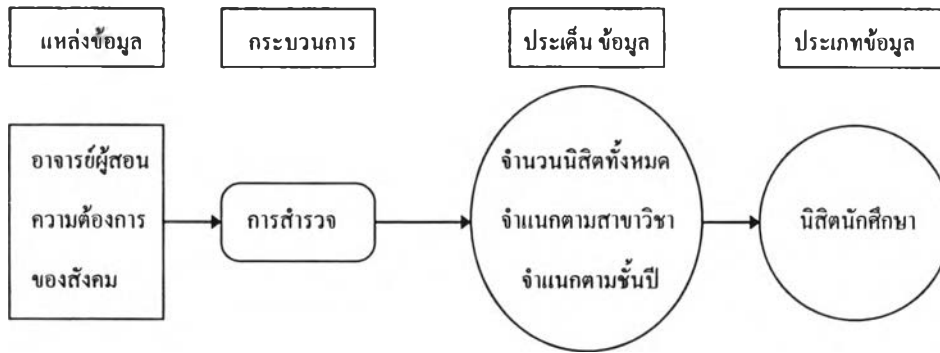 แหล่งข้อมูล
กระบวนการ
ประเด็น ข้อมูล
ประเภทข้อมูล
อาจารย์ผู้สอน
ความต้องการ
ของสังคม
การสำรวจ
จำนวนนิสิตทั้งหมด
จำแนกตามสาขาวิชา
จำแนกตามชั้นปี
นิสิตนักศึกษา